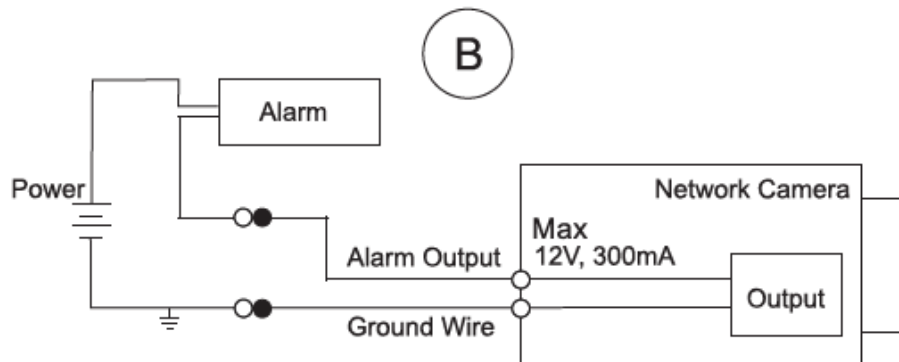 B
Alarm
Power
Network Camera
Max
12V, 300mA
Alarm Output
Output
Ground Wire